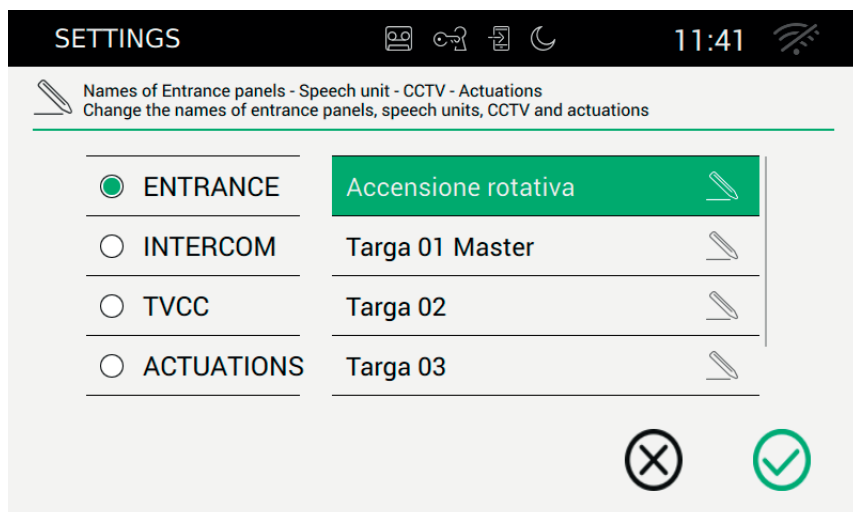 SETTINGS 11:41
Names of Entrance panels - Speech unit - CCTV - Actuations
Change the names of entrance panels, speech units, CCTV and actuations
ENTRANCE
INTERCOM
TVCC
ACTUATIONS
Accensione rotativa
Targa 01 Master
Targa 02
Targa 03